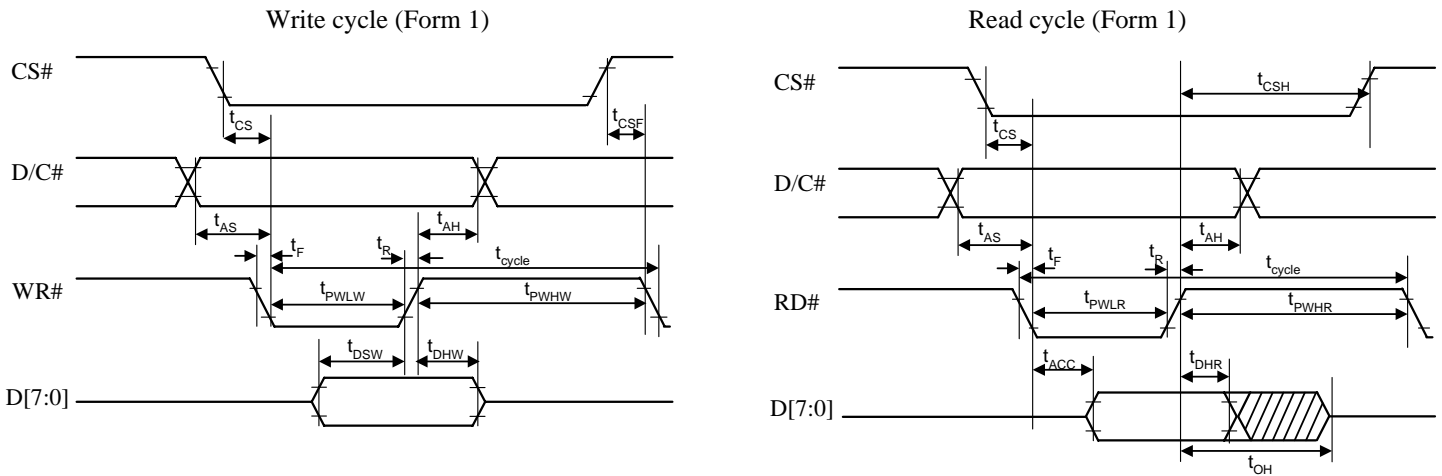 Write cycle (Form 1)
CS#
tCS
tCSF
D/C#
tAS
tAH
tF
tR
tcycle
WR#
tPWLW
tPWHW
tDSW
tDHW
D[7:0]
Read cycle (Form 1)
CS#
tCSH
tCS
D/C#
tAS
tAH
tF
tR
tcycle
RD#
tPWLR
tPWHR
tACC
tDHR
D[7:0]
tOH